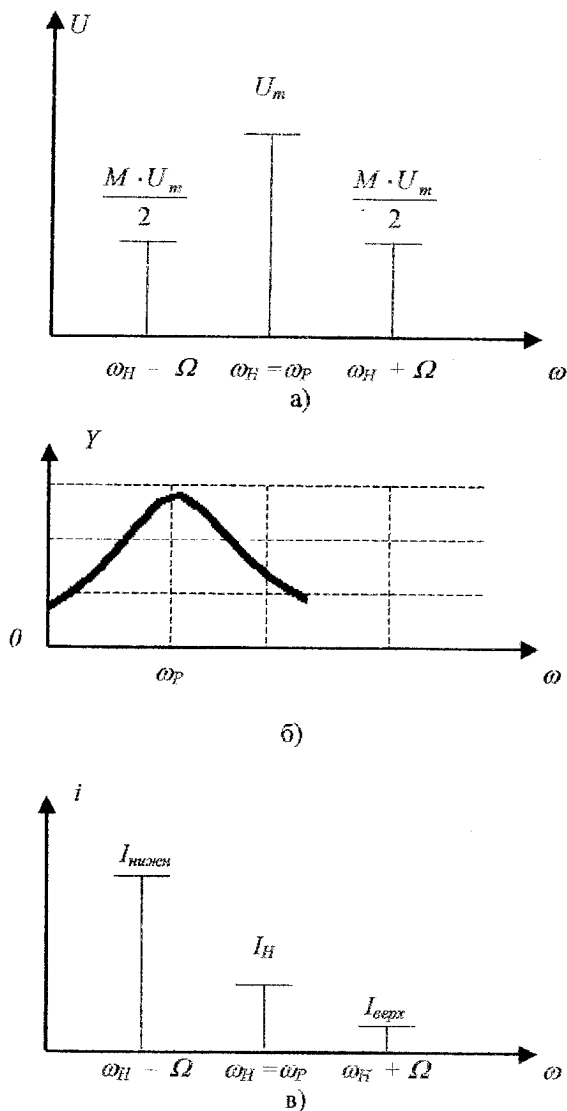 U
U_m
M · U_m / 2
M · U_m / 2
ω_H − Ω ω_H = ω_P ω_H + Ω ω
а)
Y
0
ω_P ω
б)
i
I_нижн
I_H
I_верх
ω_H − Ω ω_H = ω_P ω_H + Ω ω
в)